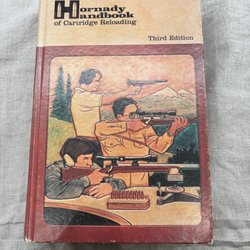 Hornady
Handbook
of Cartridge Reloading
Third Edition